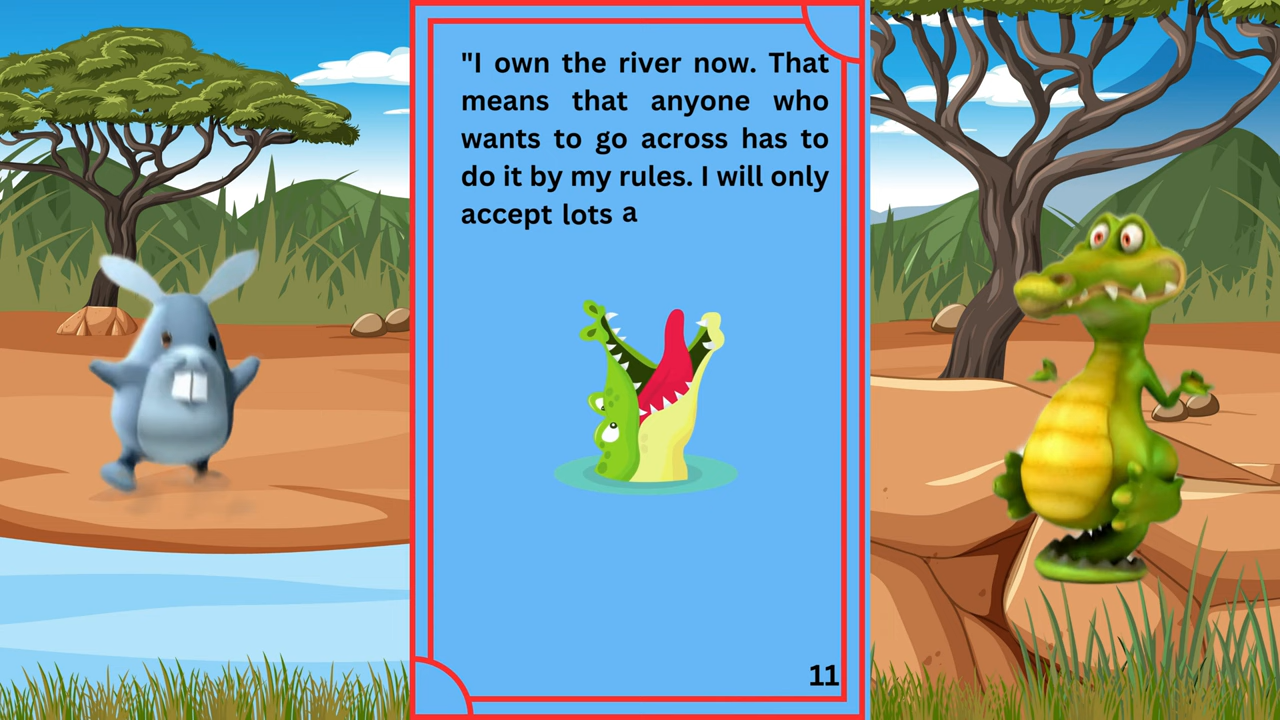 "I own the river now. That
means that anyone who
wants to go across has to
do it by my rules. I will only
accept lots a
11